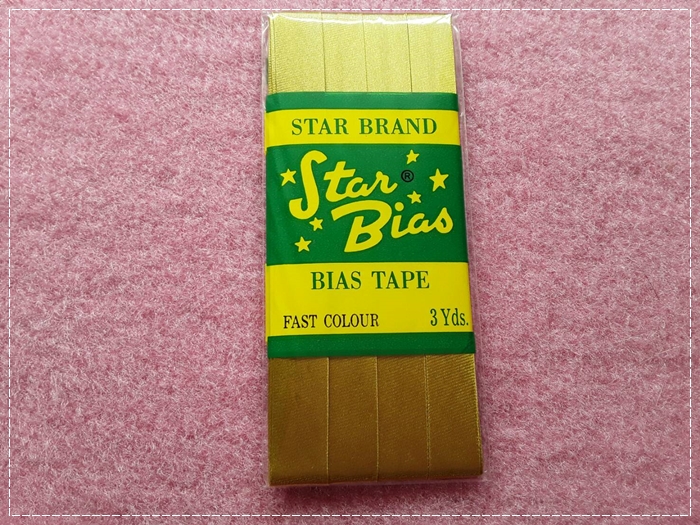 STAR BRAND
Star ®
Bias
BIAS TAPE
FAST COLOUR 3 Yds.